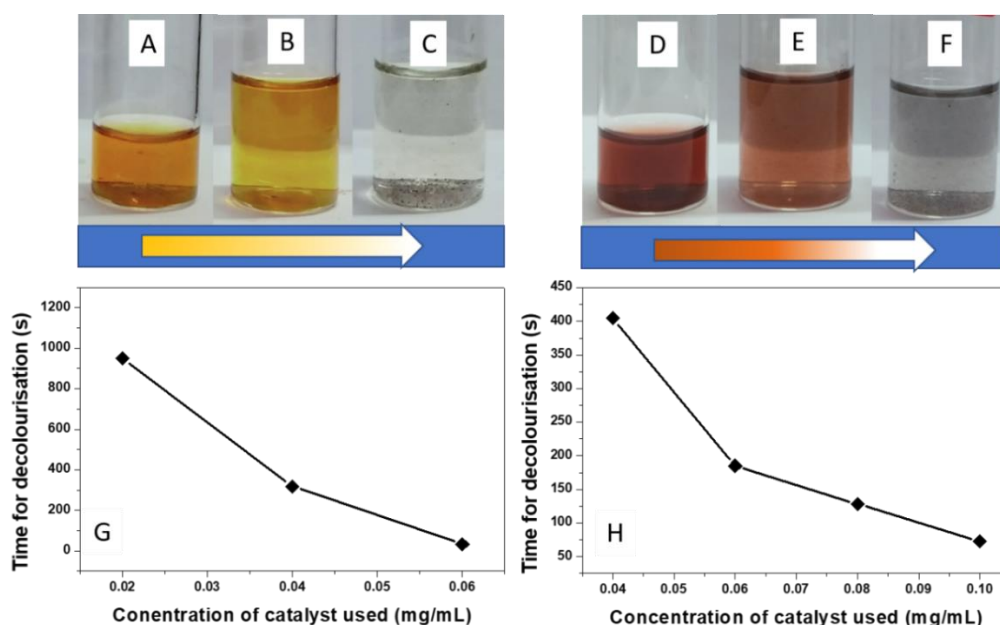 A B C
D E F
Time for decolourisation (s)
1200
1000
800
600
400
200
0
G
0.02 0.03 0.04 0.05 0.06
Conentration of catalyst used (mg/mL)
Time for decolourisation (s)
450
400
350
300
250
200
150
100
50
H
0.04 0.05 0.06 0.07 0.08 0.09 0.10
Concentration of catalyst used (mg/mL)